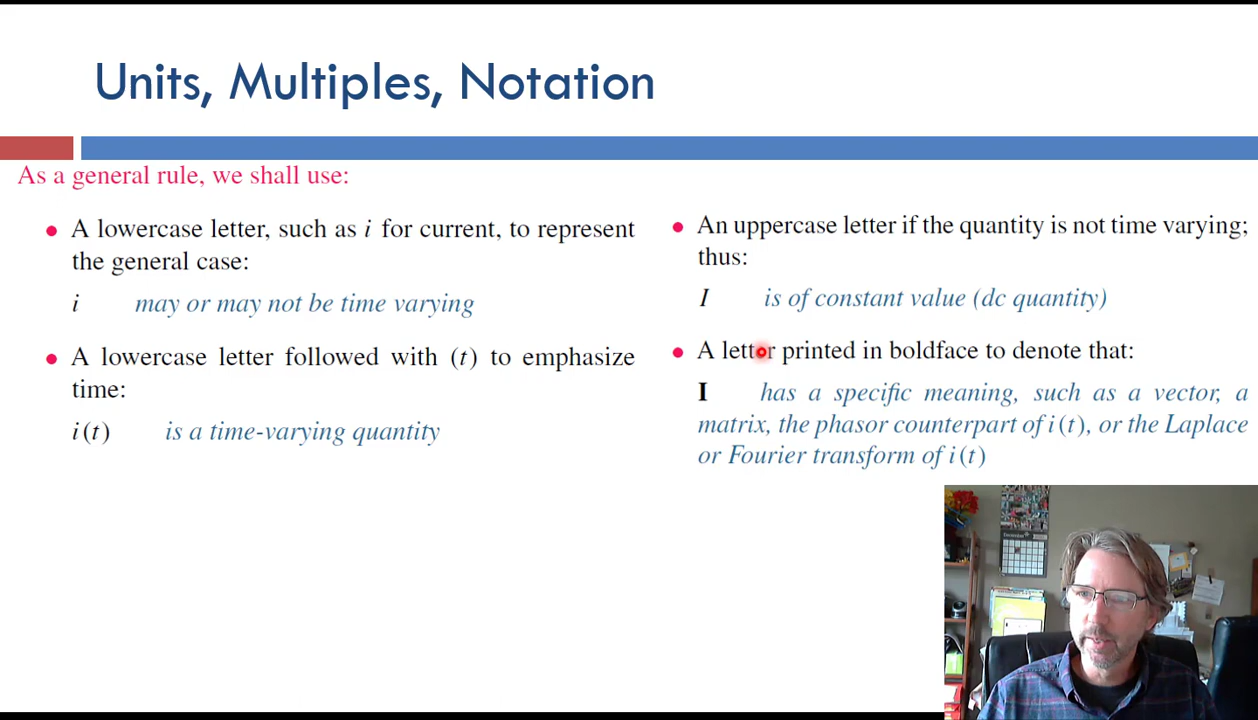 Units, Multiples, Notation
As a general rule, we shall use:
• A lowercase letter, such as i for current, to represent
the general case:
i may or may not be time varying
• A lowercase letter followed with (t) to emphasize
time:
i(t) is a time-varying quantity
• An uppercase letter if the quantity is not time varying;
thus:
I is of constant value (dc quantity)
• A letter printed in boldface to denote that:
I has a specific meaning, such as a vector, a
matrix, the phasor counterpart of i(t), or the Laplace
or Fourier transform of i(t)